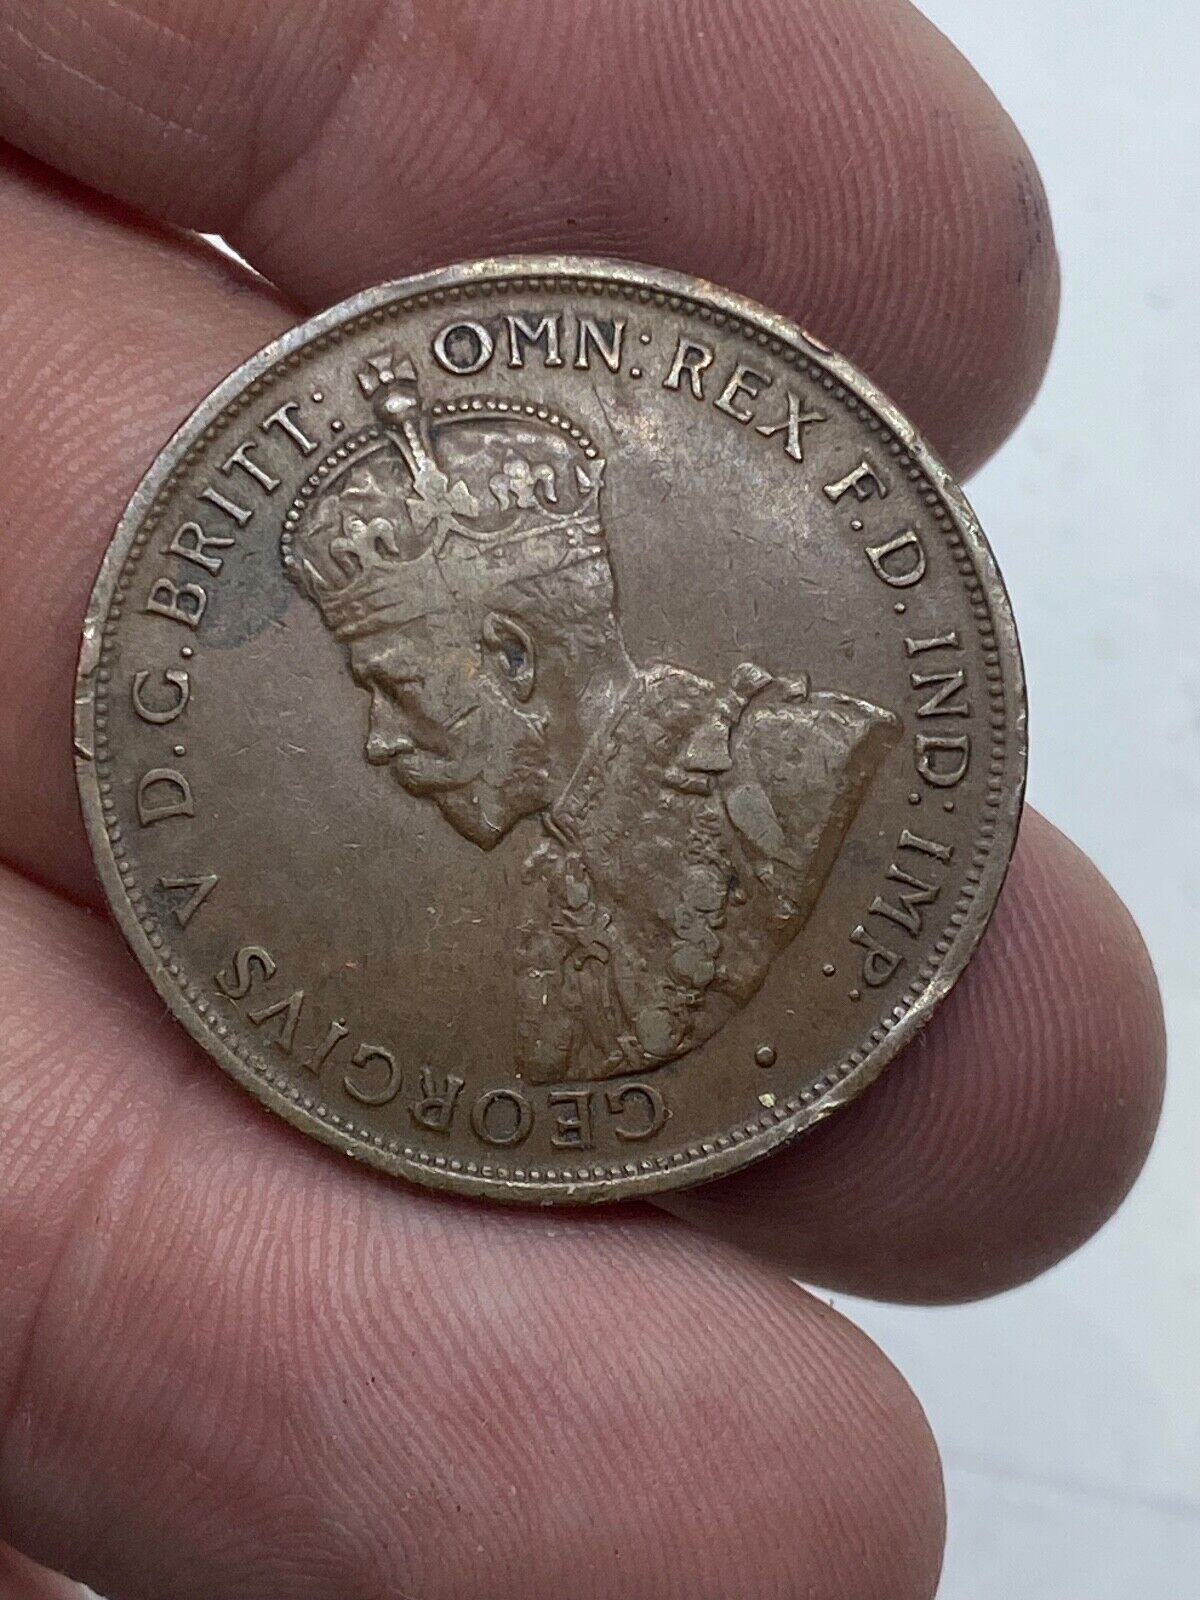 GEORGIVS V D.G.BRITT: OMN: REX F.D. IND: IMP.